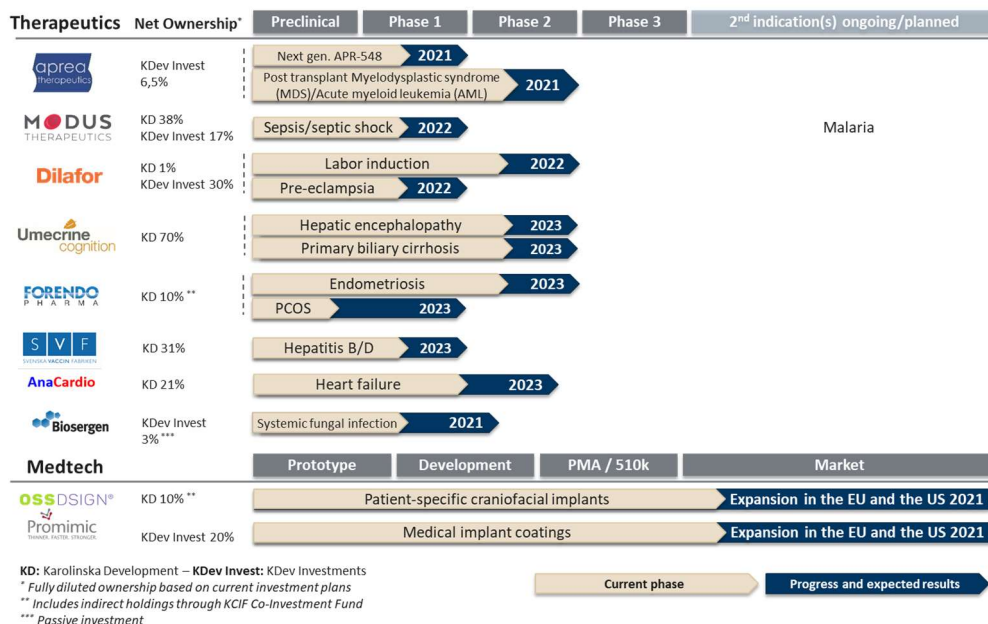 Therapeutics Net Ownership* Preclinical Phase 1 Phase 2 Phase 3 2nd indication(s) ongoing/planned
aprea
therapeutics
KDev Invest
6,5%
Next gen. APR-548 2021
Post transplant Myelodysplastic syndrome
(MDS)/Acute myeloid leukemia (AML) 2021
MODUS
THERAPEUTICS
KD 38%
KDev Invest 17%
Sepsis/septic shock 2022 Malaria
Dilafor
KD 1%
KDev Invest 30%
Labor induction 2022
Pre-eclampsia 2022
Umecrine
cognition
KD 70%
Hepatic encephalopathy 2023
Primary biliary cirrhosis 2023
FORENDO
PHARMA
KD 10% **
Endometriosis 2023
PCOS 2023
SVF
SVENSKA VACCIN FABRIKEN
KD 31%
Hepatitis B/D 2023
AnaCardio KD 21% Heart failure 2023
Biosergen
KDev Invest
3% ***
Systemic fungal infection 2021
Medtech Prototype Development PMA / 510k Market
OSSDSIGN® KD 10% ** Patient-specific craniofacial implants Expansion in the EU and the US 2021
Promimic
THINNER. FASTER. STRONGER.
KDev Invest 20% Medical implant coatings Expansion in the EU and the US 2021
KD: Karolinska Development – KDev Invest: KDev Investments
* Fully diluted ownership based on current investment plans
** Includes indirect holdings through KCIF Co-Investment Fund
*** Passive investment
Current phase Progress and expected results